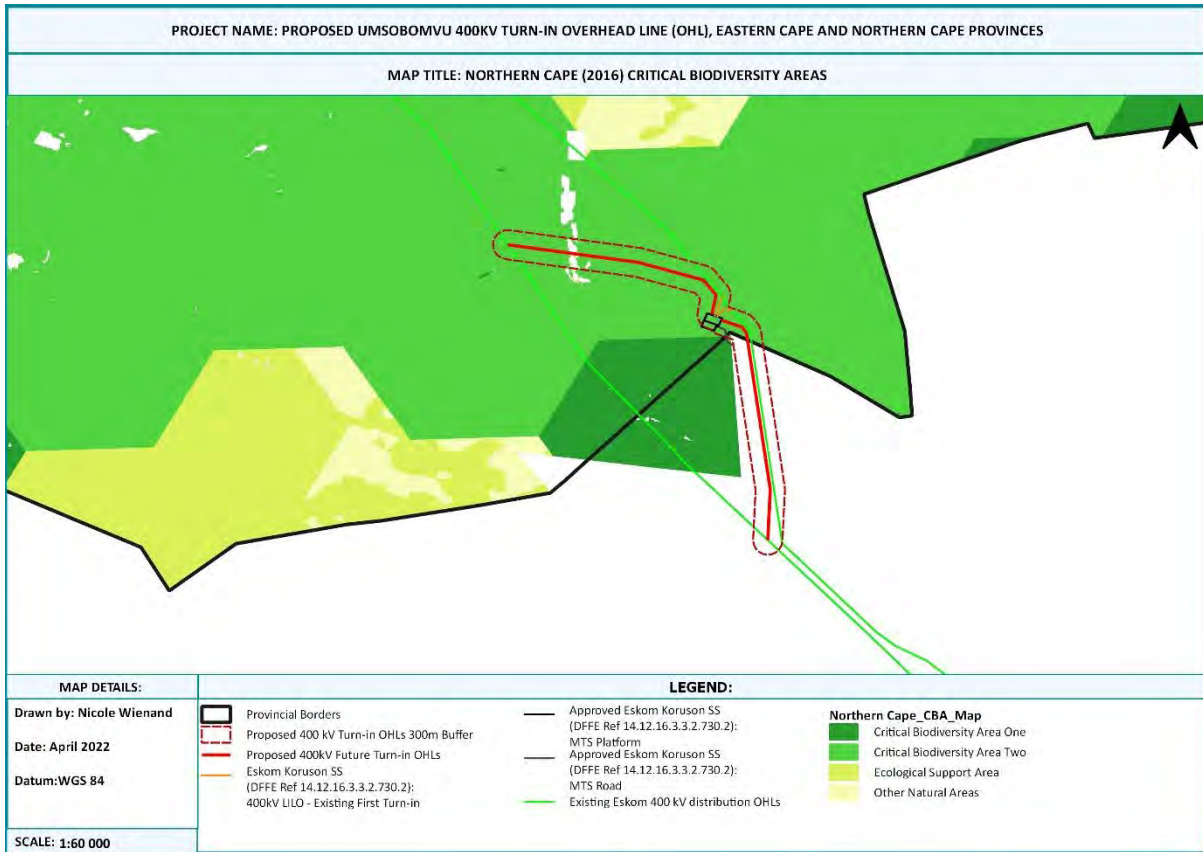 PROJECT NAME: PROPOSED UMSOBOMVU 400KV TURN-IN OVERHEAD LINE (OHL), EASTERN CAPE AND NORTHERN CAPE PROVINCES
MAP TITLE: NORTHERN CAPE (2016) CRITICAL BIODIVERSITY AREAS
MAP DETAILS:
Drawn by: Nicole Wienand
Date: April 2022
Datum:WGS 84
SCALE: 1:60 000
LEGEND:
Provincial Borders
Proposed 400 kV Turn-in OHLs 300m Buffer
Proposed 400kV Future Turn-in OHLs
Eskom Koruson SS
(DFFE Ref 14.12.16.3.3.2.730.2):
400kV LILO - Existing First Turn-in
Approved Eskom Koruson SS
(DFFE Ref 14.12.16.3.3.2.730.2):
MTS Platform
Approved Eskom Koruson SS
(DFFE Ref 14.12.16.3.3.2.730.2):
MTS Road
Existing Eskom 400 kV distribution OHLs
Northern Cape_CBA_Map
Critical Biodiversity Area One
Critical Biodiversity Area Two
Ecological Support Area
Other Natural Areas